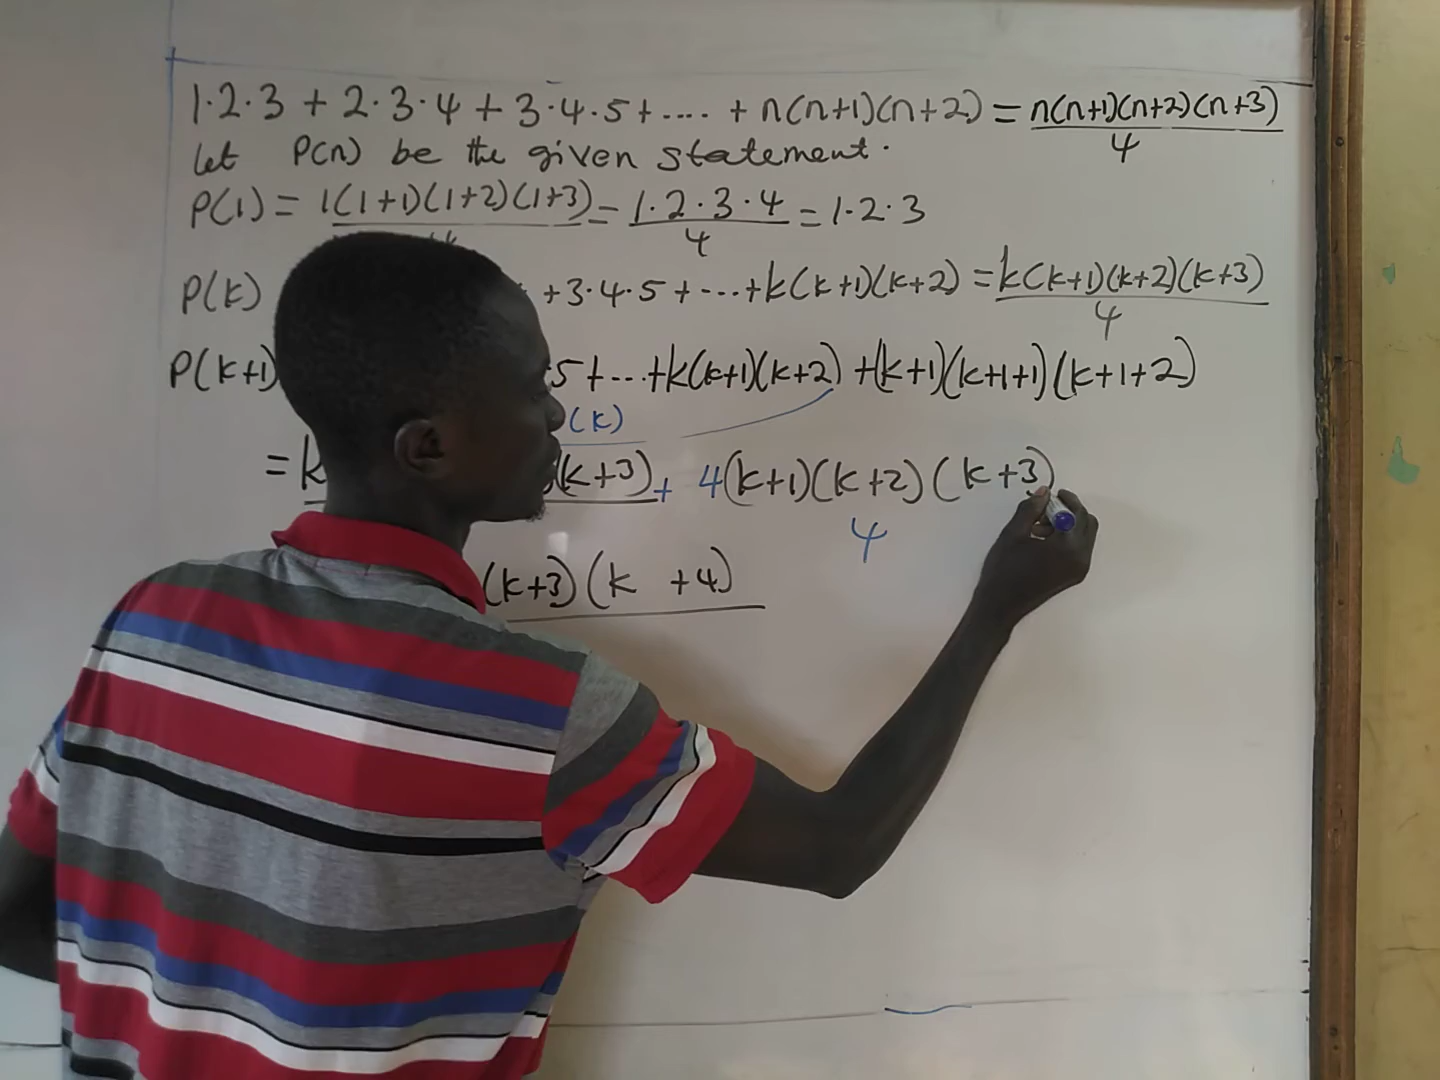 1·2·3 + 2·3·4 + 3·4·5 + .... + n(n+1)(n+2) = n(n+1)(n+2)(n+3)
4
let P(n) be the given statement.
P(1) = 1(1+1)(1+2)(1+3) = 1·2·3·4 = 1·2·3
4
P(k) + 3·4·5 + ... + k(k+1)(k+2) = k(k+1)(k+2)(k+3)
4
P(k+1) 5 + ... + k(k+1)(k+2) + (k+1)(k+1+1)(k+1+2)
(k)
= k (k+3) + 4(k+1)(k+2)(k+3)
4
(k+3)(k +4)